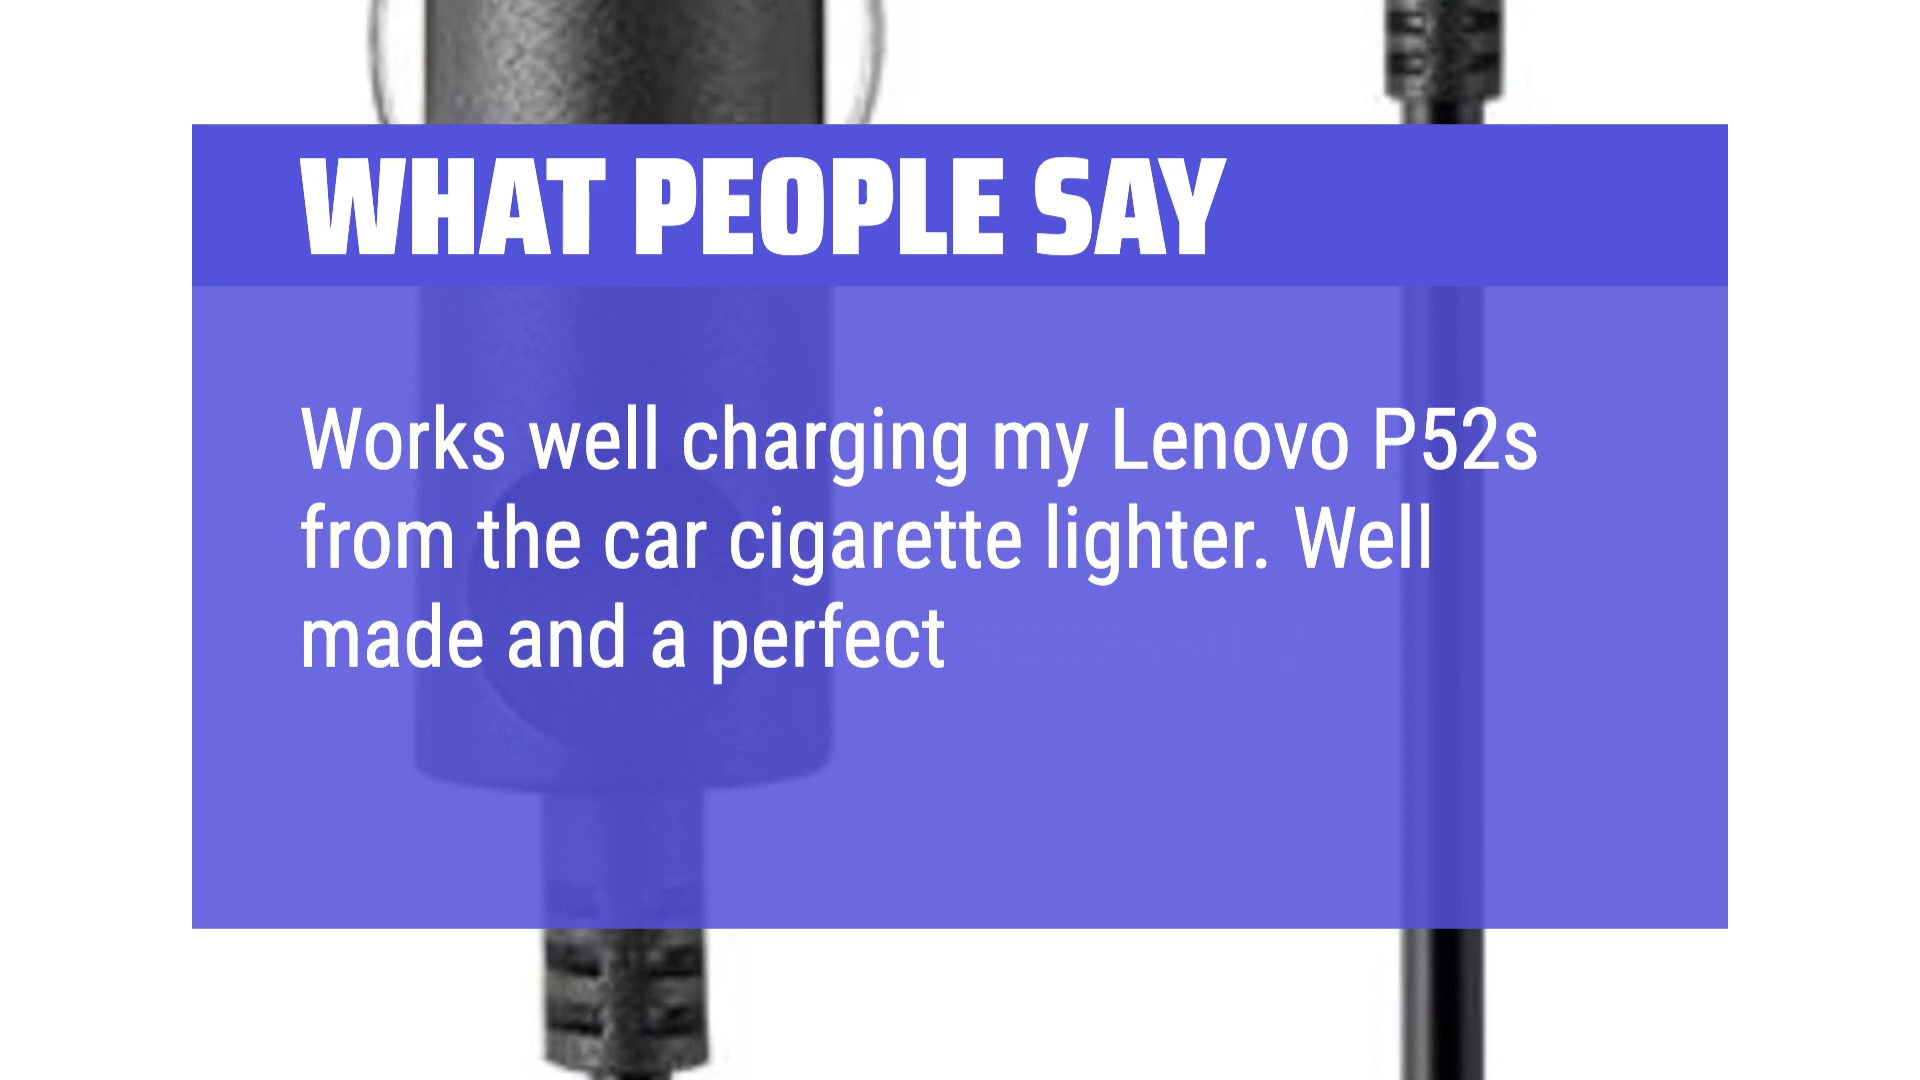 WHAT PEOPLE SAY
Works well charging my Lenovo P52s
from the car cigarette lighter. Well
made and a perfect